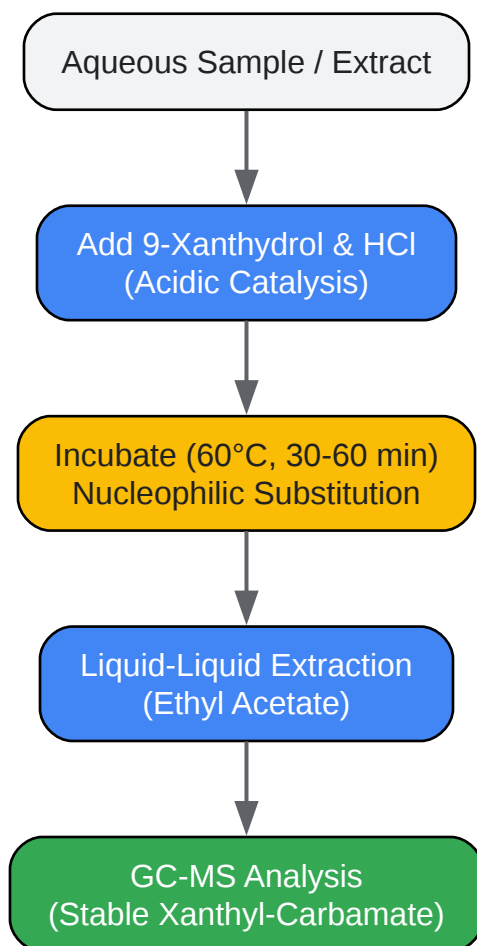 Aqueous Sample / Extract
Add 9-Xanthydrol & HCl
(Acidic Catalysis)
Incubate (60°C, 30-60 min)
Nucleophilic Substitution
Liquid-Liquid Extraction
(Ethyl Acetate)
GC-MS Analysis
(Stable Xanthyl-Carbamate)